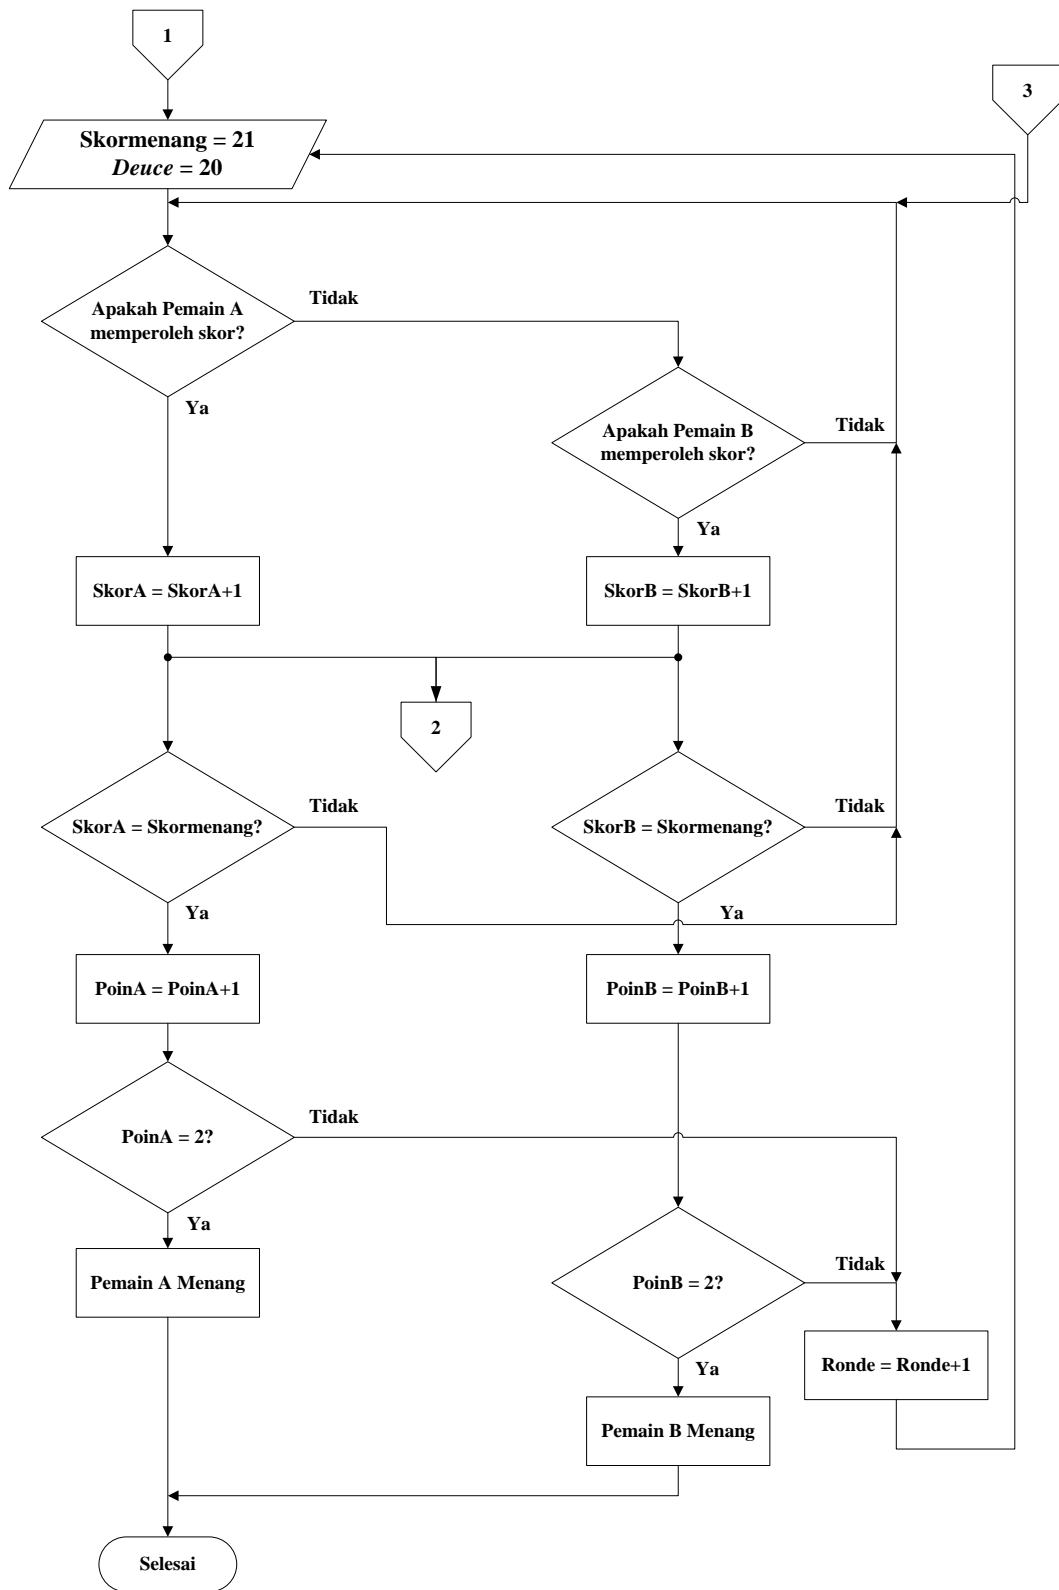 1
3
Skormenang = 21
Deuce = 20
Apakah Pemain A
memperoleh skor?
Tidak
Ya
Apakah Pemain B
memperoleh skor?
Tidak
Ya
SkorA = SkorA+1
SkorB = SkorB+1
2
SkorA = Skormenang?
Tidak
SkorB = Skormenang?
Tidak
Ya
Ya
PoinA = PoinA+1
PoinB = PoinB+1
PoinA = 2?
Tidak
Ya
Pemain A Menang
PoinB = 2?
Tidak
Ya
Ronde = Ronde+1
Pemain B Menang
Selesai